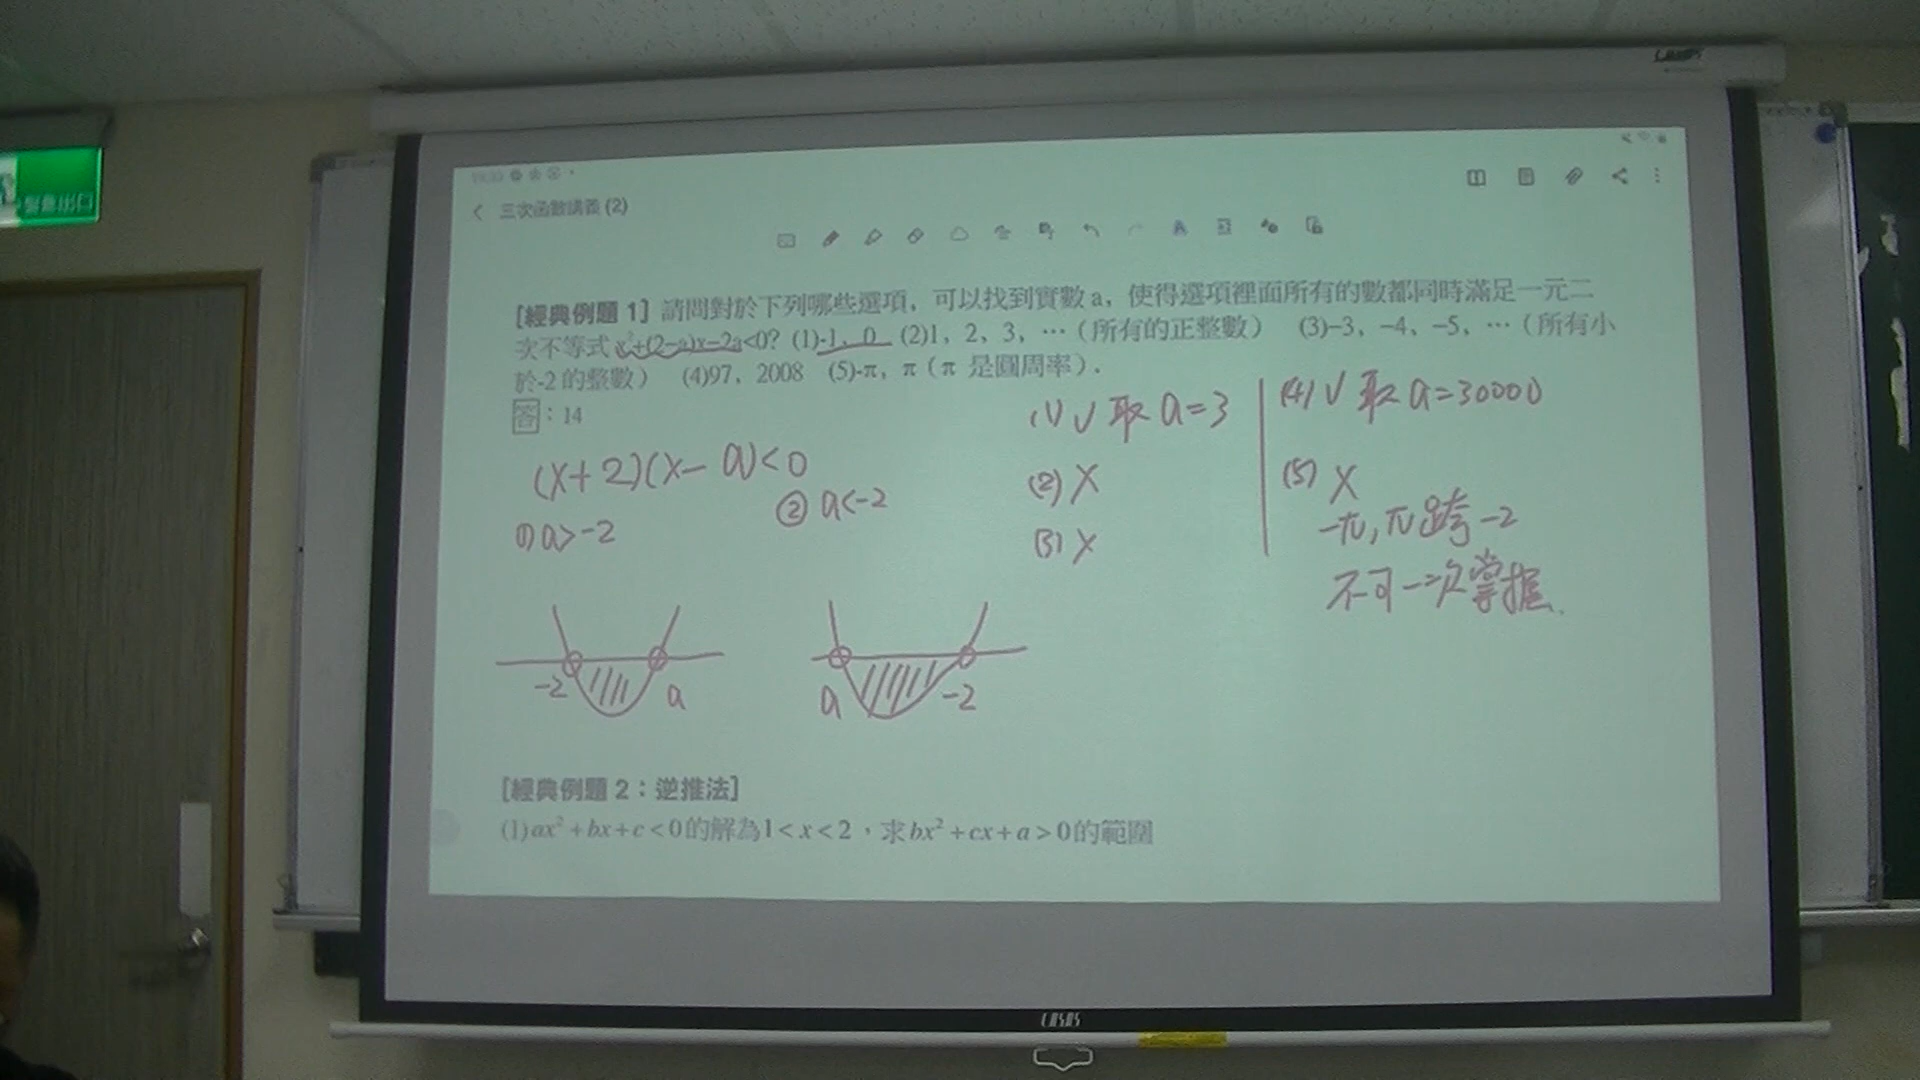 緊急出口
三次函數講義 (2)
[經典例題 1] 請問對於下列哪些選項，可以找到實數 a，使得選項裡面所有的數都同時滿足一元二
次不等式 x²+(2−a)x−2a<0? (1)-1，0 (2)1，2，3，⋯（所有的正整數） (3)−3，−4，−5，⋯（所有小
於-2 的整數） (4)97，2008 (5)-π，π（π 是圓周率）.
答：14
(x+2)(x−a)<0
① a>−2
② a<−2
−2 a
a −2
(1) ✓ 取 a=3
(2) X
(3) X
(4) ✓ 取 a=30000
(5) X
−π, π 跨 −2
不可一次掌握.
[經典例題 2：逆推法]
(1) ax² + bx + c < 0 的解為 1 < x < 2，求 bx² + cx + a > 0 的範圍